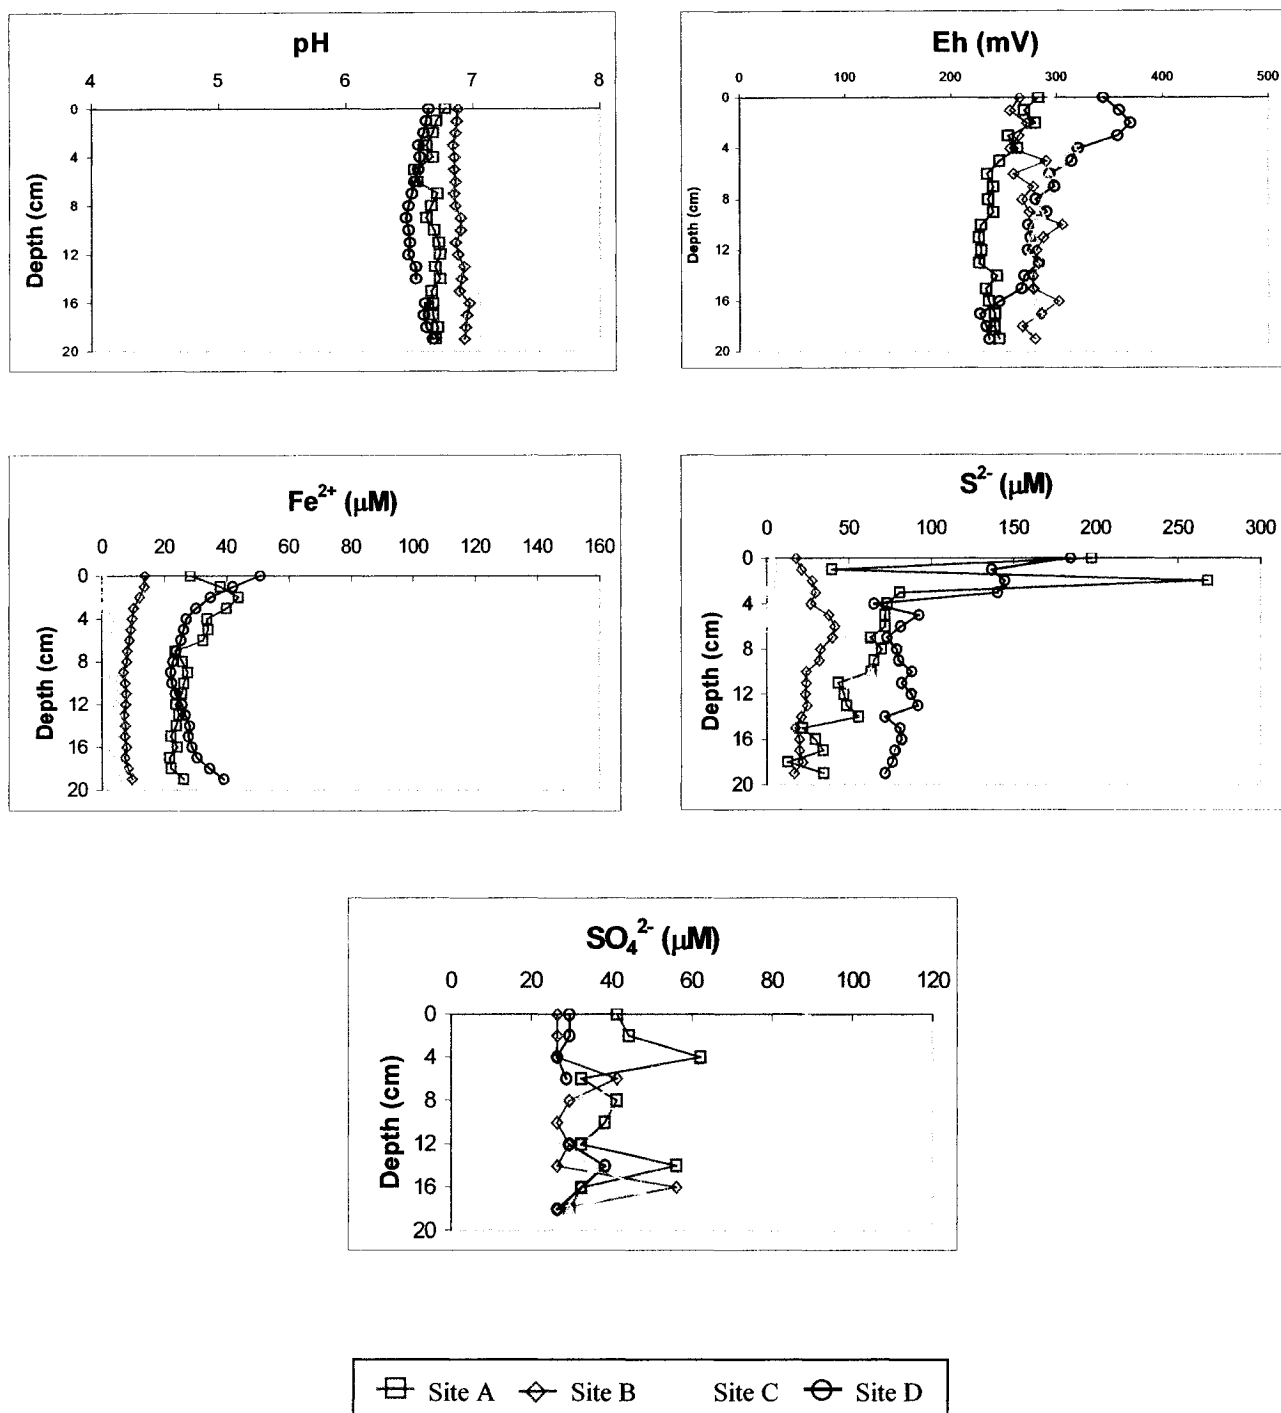 pH
4 5 6 7 8
0
4
8
12
16
20
Depth (cm)
Eh (mV)
0 100 200 300 400 500
0
4
8
12
16
20
Depth (cm)
Fe²⁺ (μM)
0 20 40 60 80 100 120 140 160
0
4
8
12
16
20
Depth (cm)
S²⁻ (μM)
0 50 100 150 200 250 300
0
4
8
12
16
20
Depth (cm)
SO₄²⁻ (μM)
0 20 40 60 80 100 120
0
4
8
12
16
20
Depth (cm)
Site A Site B Site C Site D